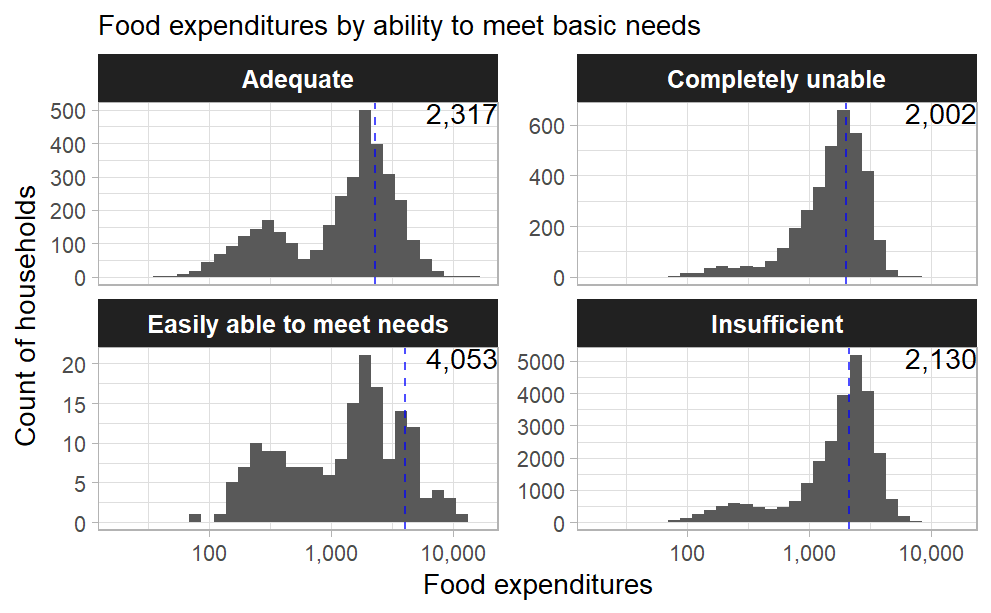 Food expenditures by ability to meet basic needs
Adequate
2,317
500
400
300
200
100
0
Completely unable
2,002
600
400
200
0
Easily able to meet needs
4,053
20
15
10
5
0
Insufficient
2,130
5000
4000
3000
2000
1000
0
100 1,000 10,000
100 1,000 10,000
Food expenditures
Count of households